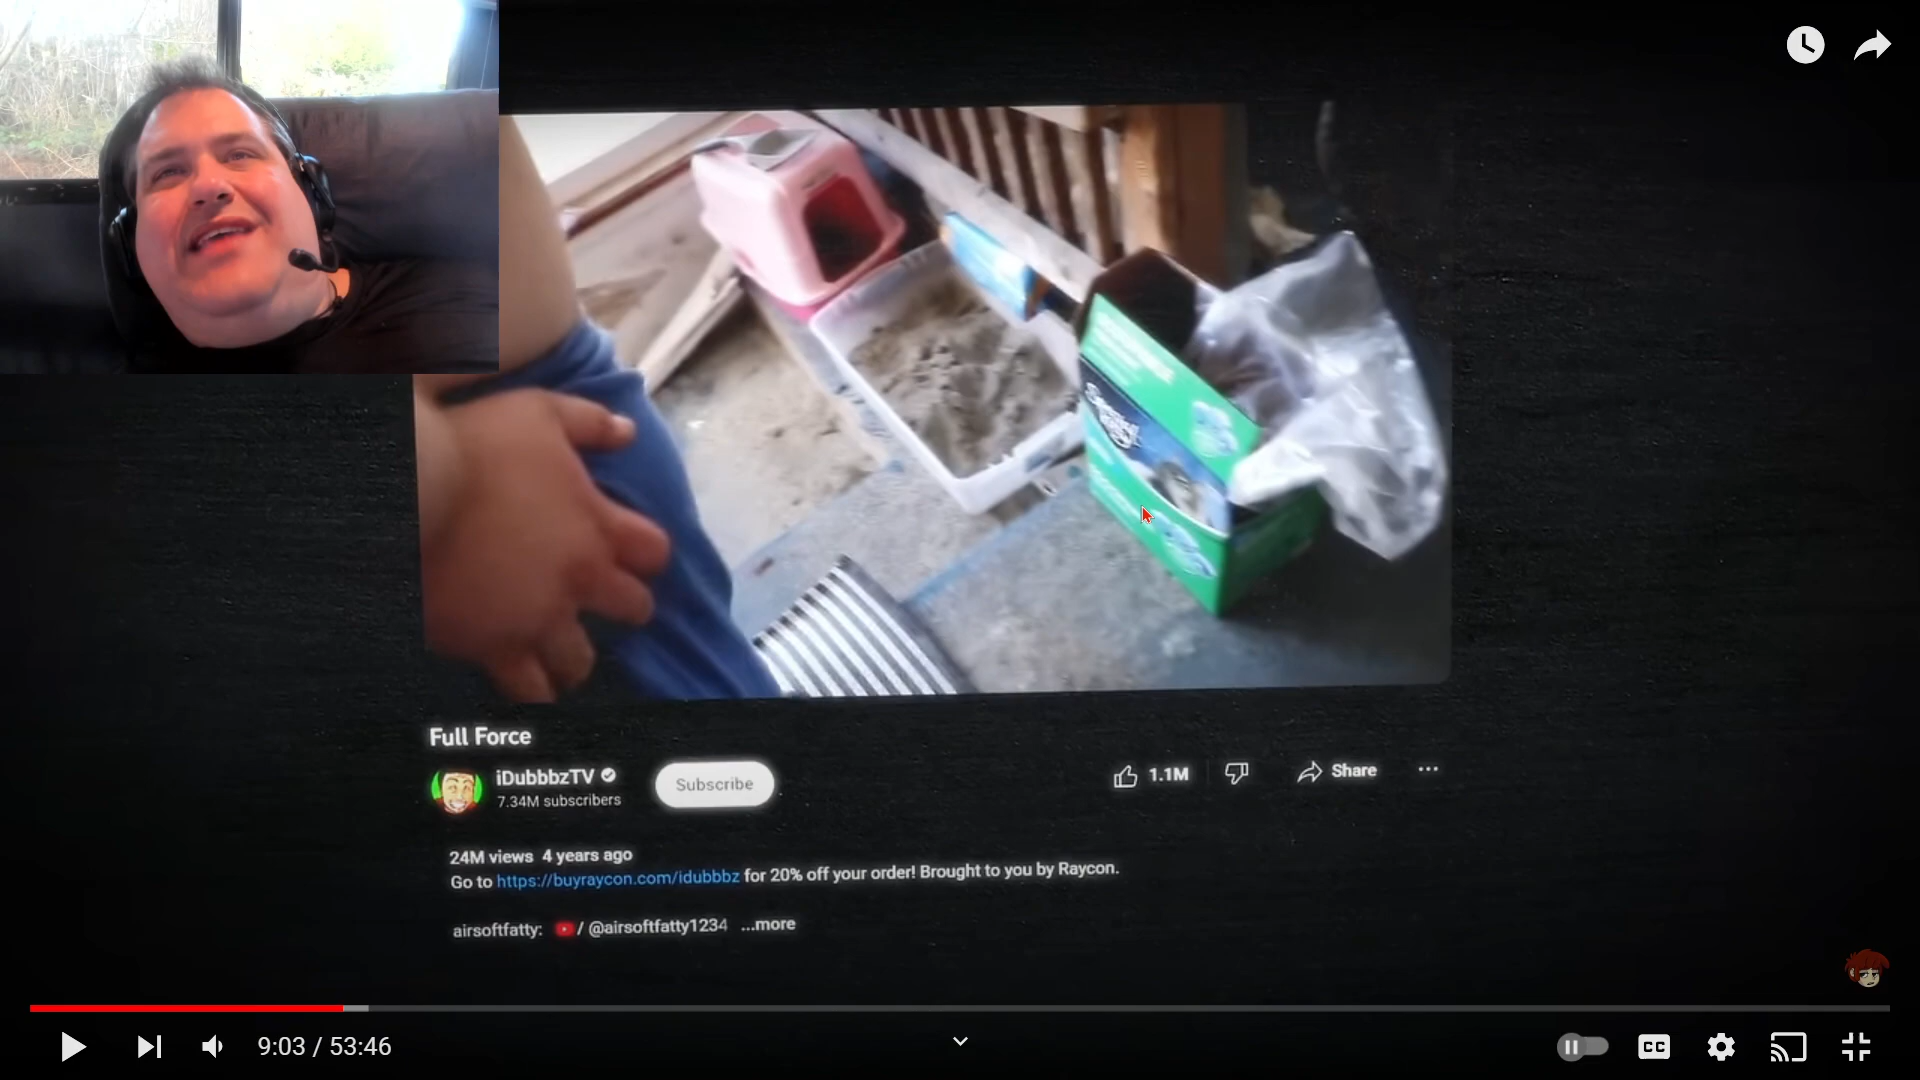 Full Force
iDubbbzTV
7.34M subscribers
Subscribe
1.1M
Share
24M views 4 years ago
Go to https://buyraycon.com/idubbbz for 20% off your order! Brought to you by Raycon.
airsoftfatty: / @airsoftfatty1234 ...more
9:03 / 53:46
CC